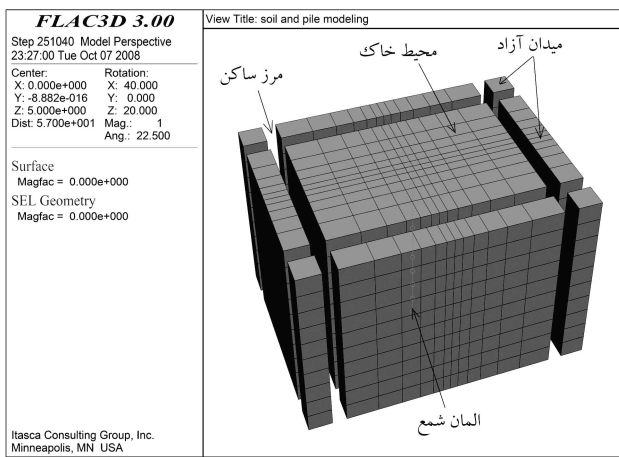 FLAC3D 3.00
Step 251040 Model Perspective
23:27:00 Tue Oct 07 2008
Center:
X: 0.000e+000
Y: -8.882e-016
Z: 5.000e+000
Dist: 5.700e+001
Rotation:
X: 40.000
Y: 0.000
Z: 20.000
Mag.: 1
Ang.: 22.500
Surface
Magfac = 0.000e+000
SEL Geometry
Magfac = 0.000e+000
Itasca Consulting Group, Inc.
Minneapolis, MN USA
View Title: soil and pile modeling
میدان آزاد
محیط خاک
مرز ساکن
المان شمع